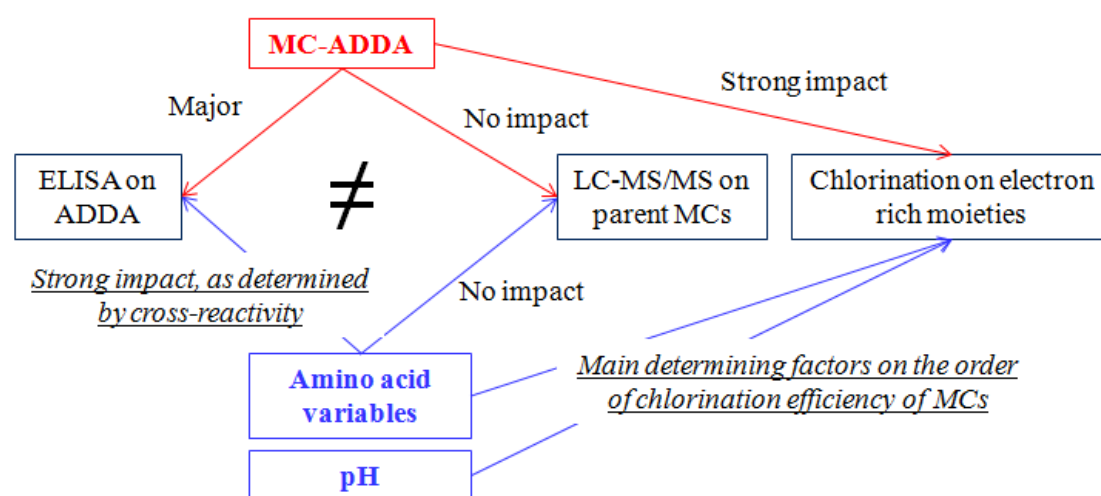 MC-ADDA
Strong impact
Major
No impact
ELISA on
ADDA
≠
LC-MS/MS on
parent MCs
Chlorination on electron
rich moieties
Strong impact, as determined
by cross-reactivity
No impact
Amino acid
variables
Main determining factors on the order
of chlorination efficiency of MCs
pH